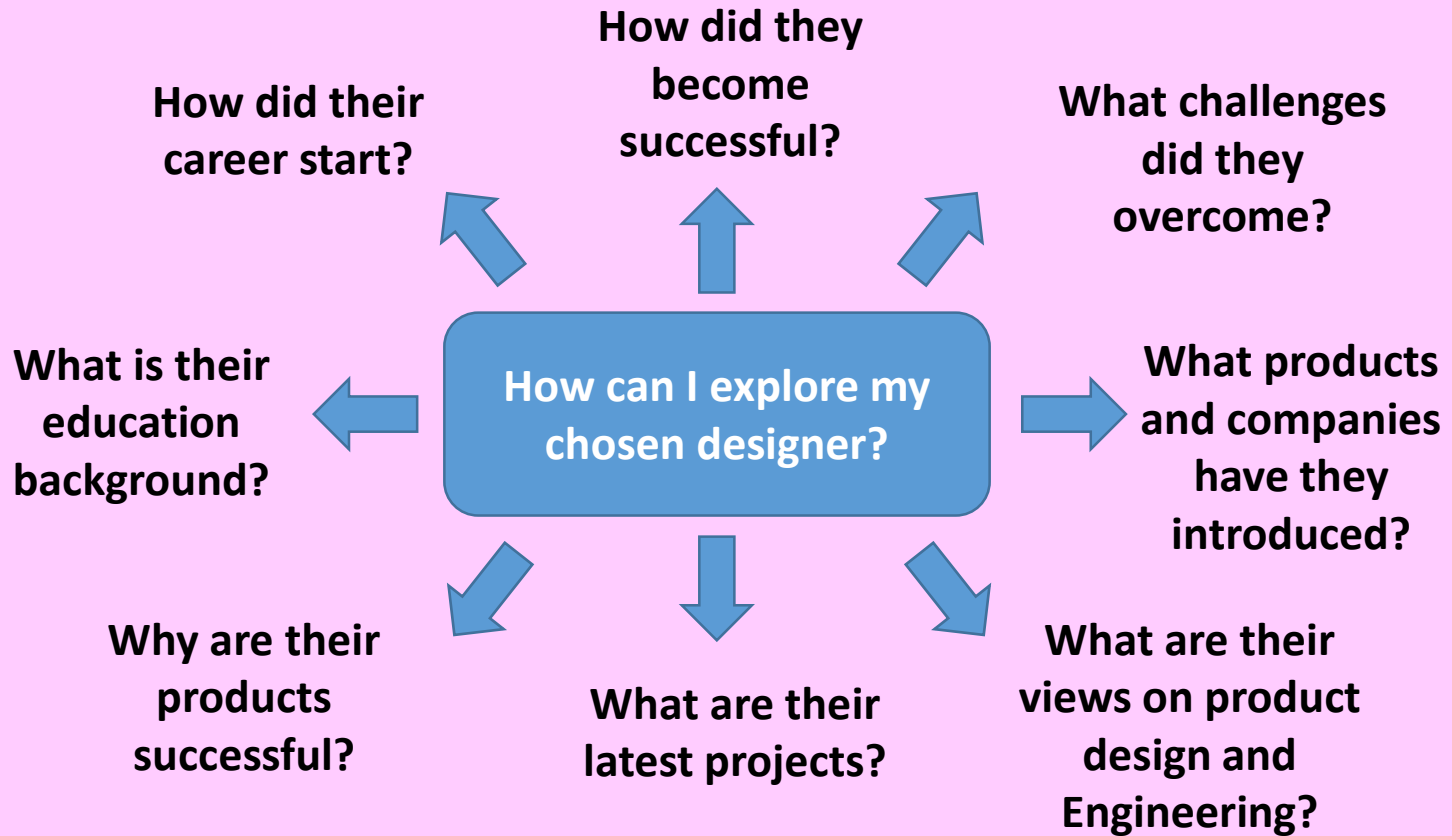 How did they
become
successful?
How did their
career start?
What challenges
did they
overcome?
What is their
education
background?
How can I explore my
chosen designer?
What products
and companies
have they
introduced?
Why are their
products
successful?
What are their
latest projects?
What are their
views on product
design and
Engineering?